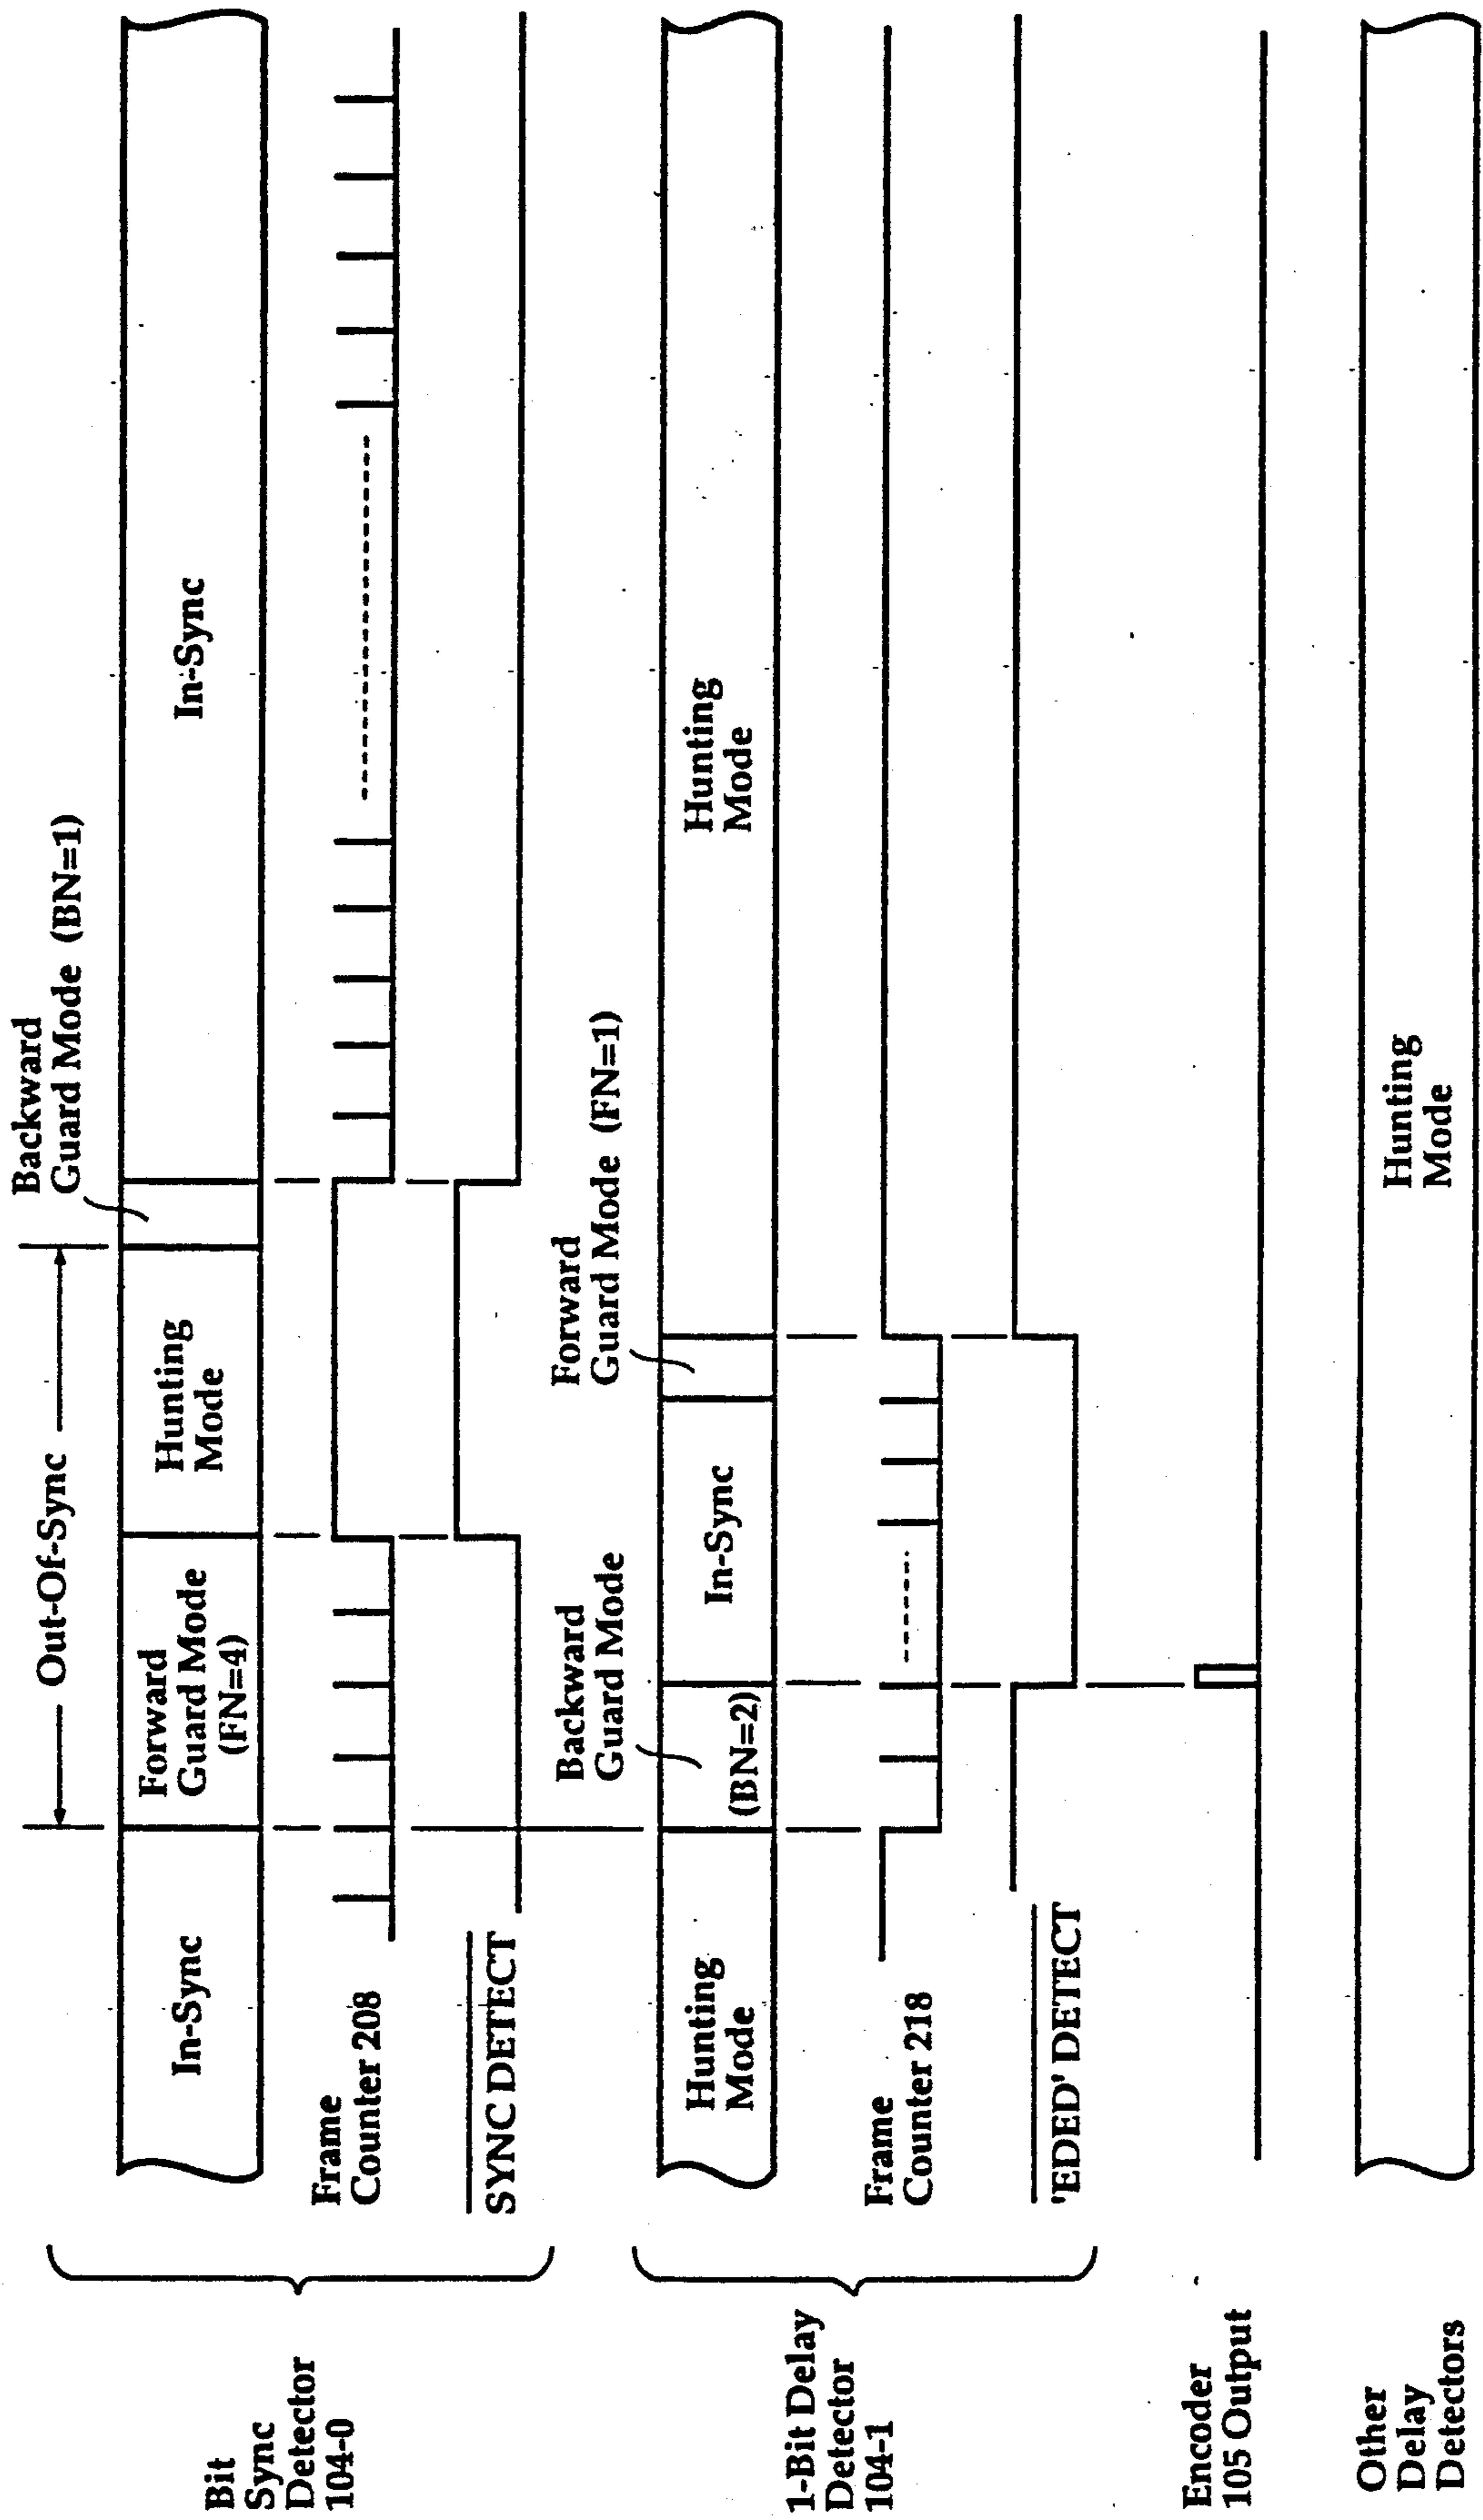 Bit
Sync
Detector
104-0
In-Sync
Out-Of-Sync
Forward
Guard Mode
(FN=4)
Hunting
Mode
Backward
Guard Mode (BN=1)
In-Sync
Frame
Counter 208
SYNC DETECT
1-Bit Delay
Detector
104-1
Hunting
Mode
Backward
Guard Mode
(BN=2)
In-Sync
Forward
Guard Mode (FN=1)
Hunting
Mode
Frame
Counter 218
'EDED' DETECT
Encoder
105 Output
Other
Delay
Detectors
Hunting
Mode